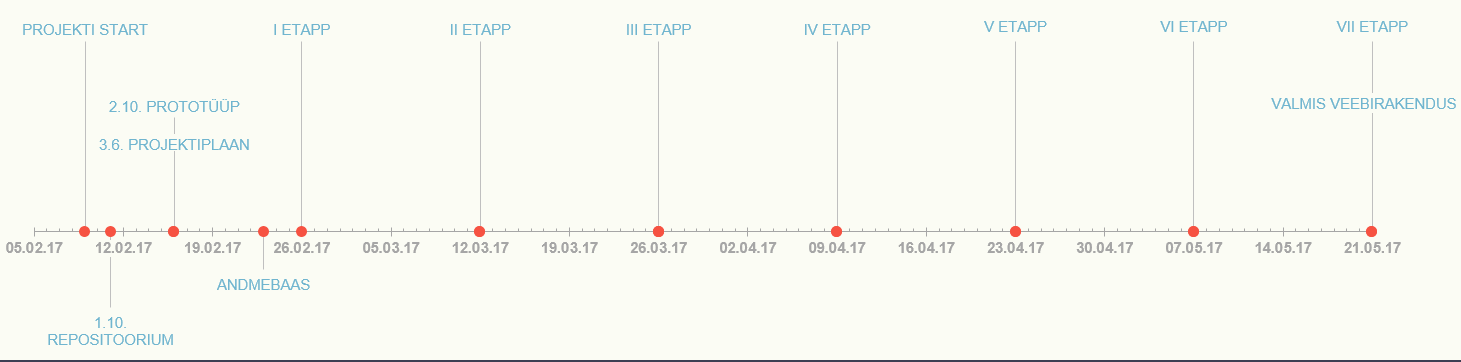 PROJEKTI START
I ETAPP
II ETAPP
III ETAPP
IV ETAPP
V ETAPP
VI ETAPP
VII ETAPP
2.10. PROTOTÜÜP
VALMIS VEEBIRAKENDUS
3.6. PROJEKTIPLAAN
05.02.17
12.02.17
19.02.17
26.02.17
05.03.17
12.03.17
19.03.17
26.03.17
02.04.17
09.04.17
16.04.17
23.04.17
30.04.17
07.05.17
14.05.17
21.05.17
ANDMEBAAS
1.10.
REPOSITOORIUM